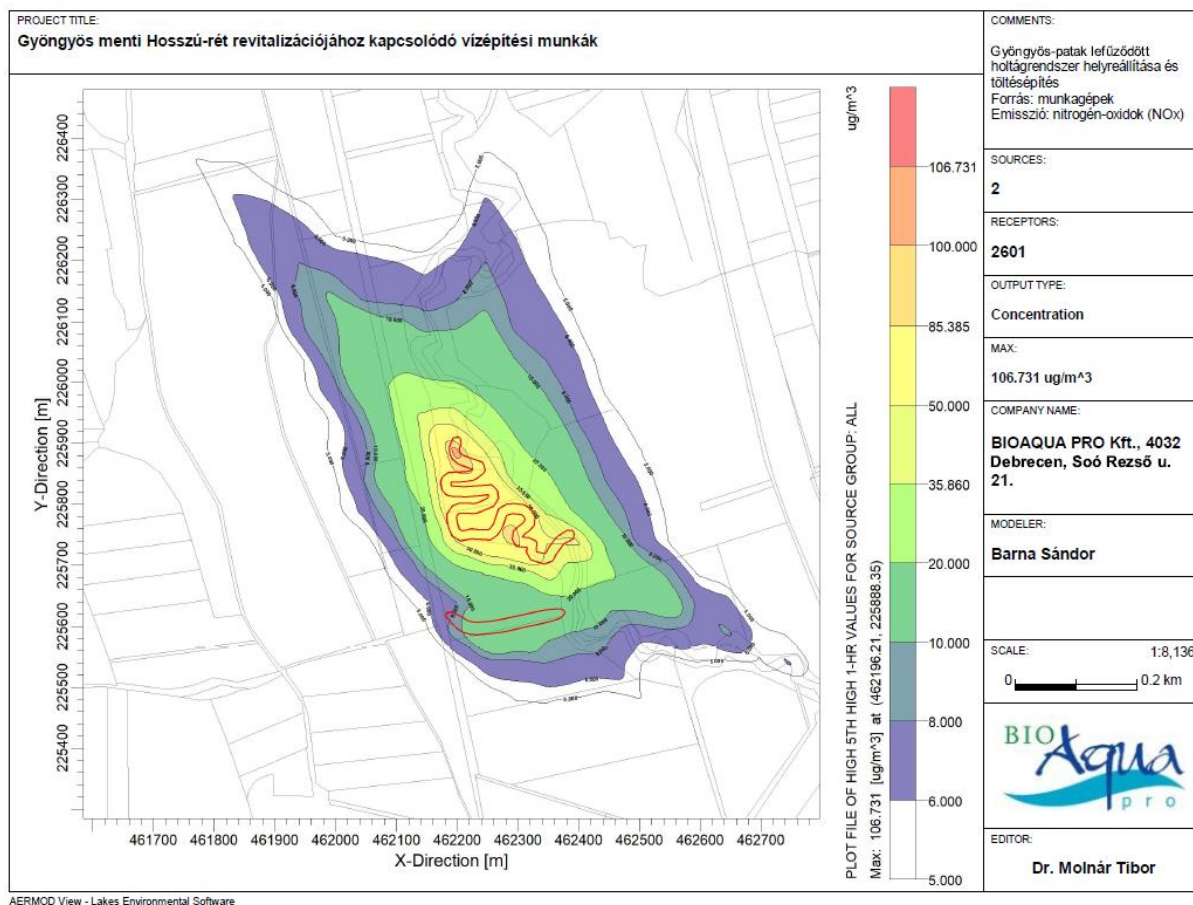 PROJECT TITLE:
Gyöngyös menti Hosszú-rét revitalizációjához kapcsolódó vízépítési munkák
COMMENTS:
Gyöngyös-patak lefűződött
holtágrendszer helyreállítása és
töltésépítés
Forrás: munkagépek
Emisszió: nitrogén-oxidok (NOx)
SOURCES:
2
RECEPTORS:
2601
OUTPUT TYPE:
Concentration
MAX:
106.731 ug/m^3
COMPANY NAME:
BIOAQUA PRO Kft., 4032
Debrecen, Soó Rezső u.
21.
MODELER:
Barna Sándor
SCALE:
1:8,136
0
0.2 km
BIO
Aqua
pro
EDITOR:
Dr. Molnár Tibor
Y-Direction [m]
226400
226300
226200
226100
226000
225900
225800
225700
225600
225500
225400
461700 461800 461900 462000 462100 462200 462300 462400 462500 462600 462700
X-Direction [m]
PLOT FILE OF HIGH 5TH HIGH 1-HR VALUES FOR SOURCE GROUP: ALL
Max: 106.731 [ug/m^3] at (462196.21, 225888.35)
ug/m^3
106.731
100.000
85.385
50.000
35.860
20.000
10.000
8.000
6.000
5.000
AERMOD View - Lakes Environmental Software